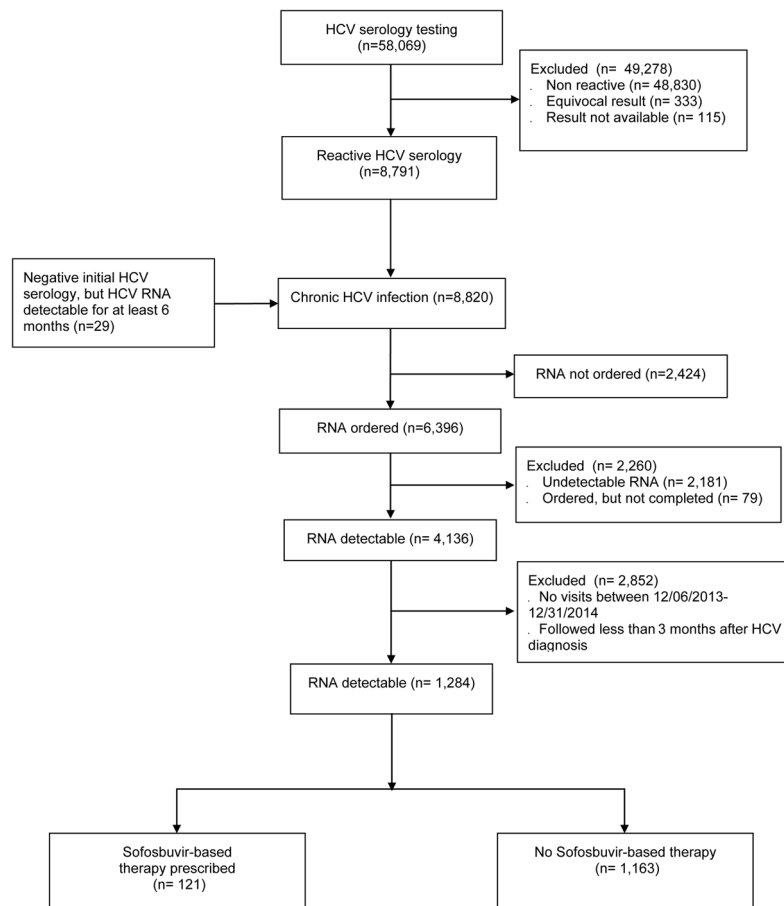 HCV serology testing
(n=58,069)
Excluded (n= 49,278)
. Non reactive (n= 48,830)
. Equivocal result (n= 333)
. Result not available (n= 115)
Reactive HCV serology
(n=8,791)
Negative initial HCV
serology, but HCV RNA
detectable for at least 6
months (n=29)
Chronic HCV infection (n=8,820)
RNA not ordered (n=2,424)
RNA ordered (n=6,396)
Excluded (n= 2,260)
. Undetectable RNA (n= 2,181)
. Ordered, but not completed (n= 79)
RNA detectable (n= 4,136)
Excluded (n= 2,852)
. No visits between 12/06/2013-
12/31/2014
. Followed less than 3 months after HCV
diagnosis
RNA detectable (n= 1,284)
Sofosbuvir-based
therapy prescribed
(n= 121)
No Sofosbuvir-based therapy
(n= 1,163)